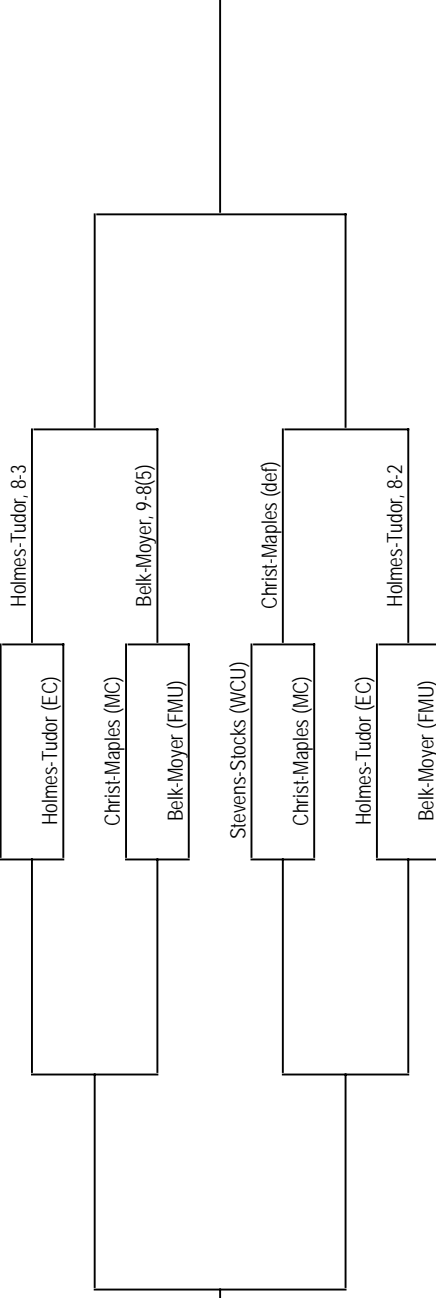 Holmes-Tudor, 8-3
Holmes-Tudor (EC)
Belk-Moyer, 9-8(5)
Christ-Maples (MC)
Belk-Moyer (FMU)
Christ-Maples (def)
Stevens-Stocks (WCU)
Christ-Maples (MC)
Holmes-Tudor, 8-2
Holmes-Tudor (EC)
Belk-Moyer (FMU)